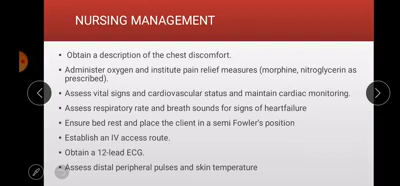 NURSING MANAGEMENT
• Obtain a description of the chest discomfort.
• Administer oxygen and institute pain relief measures (morphine, nitroglycerin as
prescribed).
• Assess vital signs and cardiovascular status and maintain cardiac monitoring.
• Assess respiratory rate and breath sounds for signs of heartfailure
• Ensure bed rest and place the client in a semi Fowler's position
• Establish an IV access route.
• Obtain a 12-lead ECG.
• Assess distal peripheral pulses and skin temperature